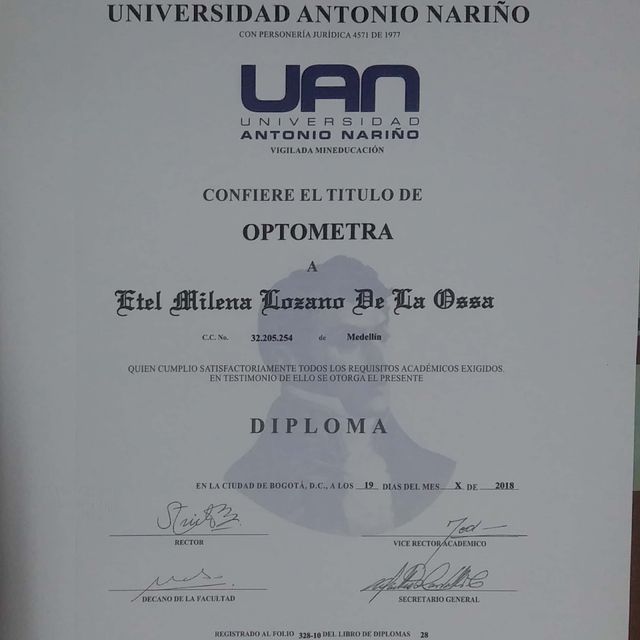 UNIVERSIDAD ANTONIO NARIÑO
CON PERSONERÍA JURÍDICA 4571 DE 1977
UAN
UNIVERSIDAD
ANTONIO NARIÑO
VIGILADA MINEDUCACIÓN
CONFIERE EL TITULO DE
OPTOMETRA
A
Etel Milena Lozano De La Ossa
C.C. No. 32.205.254 de Medellín
QUIEN CUMPLIO SATISFACTORIAMENTE TODOS LOS REQUISITOS ACADÉMICOS EXIGIDOS.
EN TESTIMONIO DE ELLO SE OTORGA EL PRESENTE
DIPLOMA
EN LA CIUDAD DE BOGOTÁ, D.C., A LOS 19 DIAS DEL MES X DE 2018
RECTOR
VICE RECTOR ACADEMICO
DECANO DE LA FACULTAD
SECRETARIO GENERAL
REGISTRADO AL FOLIO 328-10 DEL LIBRO DE DIPLOMAS 28